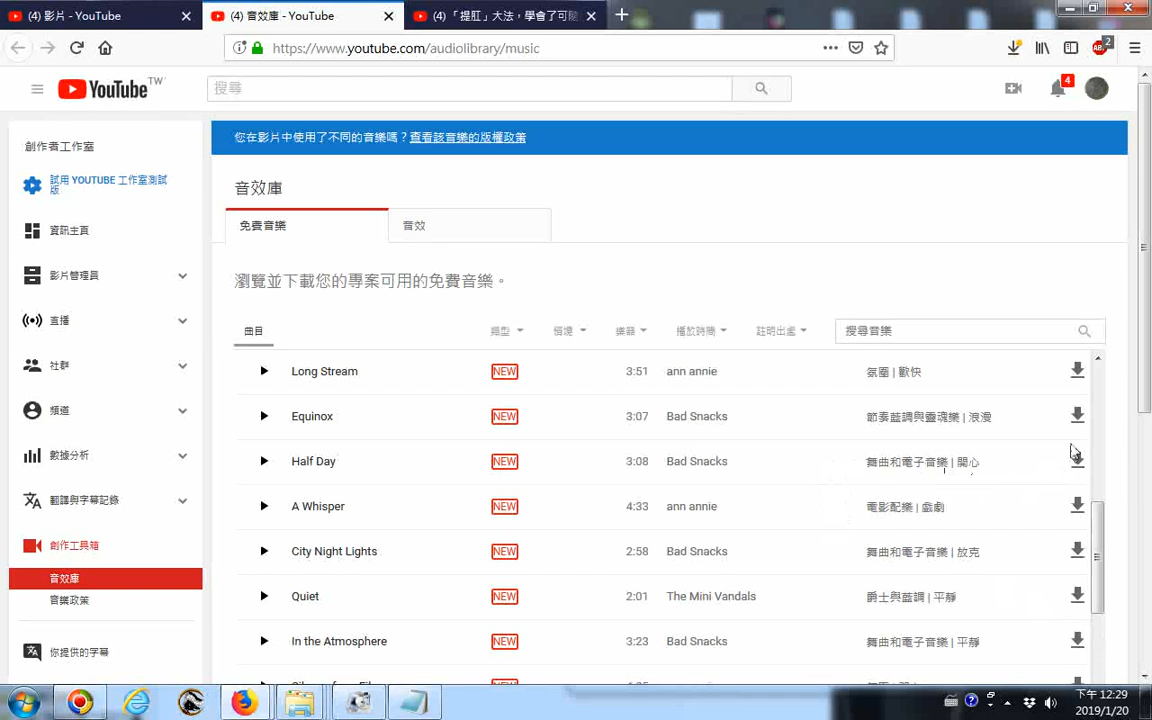 (4) 影片 - YouTube
(4) 音效庫 - YouTube
(4) 「提肛」大法，學會了可
https://www.youtube.com/audiolibrary/music
2
YouTube TW
搜尋
4
創作者工作室
試用 YOUTUBE 工作室測試版
資訊主頁
影片管理員
直播
社群
頻道
數據分析
翻譯與字幕記錄
創作工具箱
音效庫
音樂政策
你提供的字幕
您在影片中使用了不同的音樂嗎？查看該音樂的版權政策
音效庫
免費音樂 音效
瀏覽並下載您的專案可用的免費音樂。
曲目 類型 情境 樂器 播放時間 註明出處 搜尋音樂
Long Stream NEW 3:51 ann annie 氛圍 | 歡快
Equinox NEW 3:07 Bad Snacks 節奏藍調與靈魂樂 | 浪漫
Half Day NEW 3:08 Bad Snacks 舞曲和電子音樂 | 開心
A Whisper NEW 4:33 ann annie 電影配樂 | 戲劇
City Night Lights NEW 2:58 Bad Snacks 舞曲和電子音樂 | 放克
Quiet NEW 2:01 The Mini Vandals 爵士與藍調 | 平靜
In the Atmosphere NEW 3:23 Bad Snacks 舞曲和電子音樂 | 平靜
下午 12:29
2019/1/20